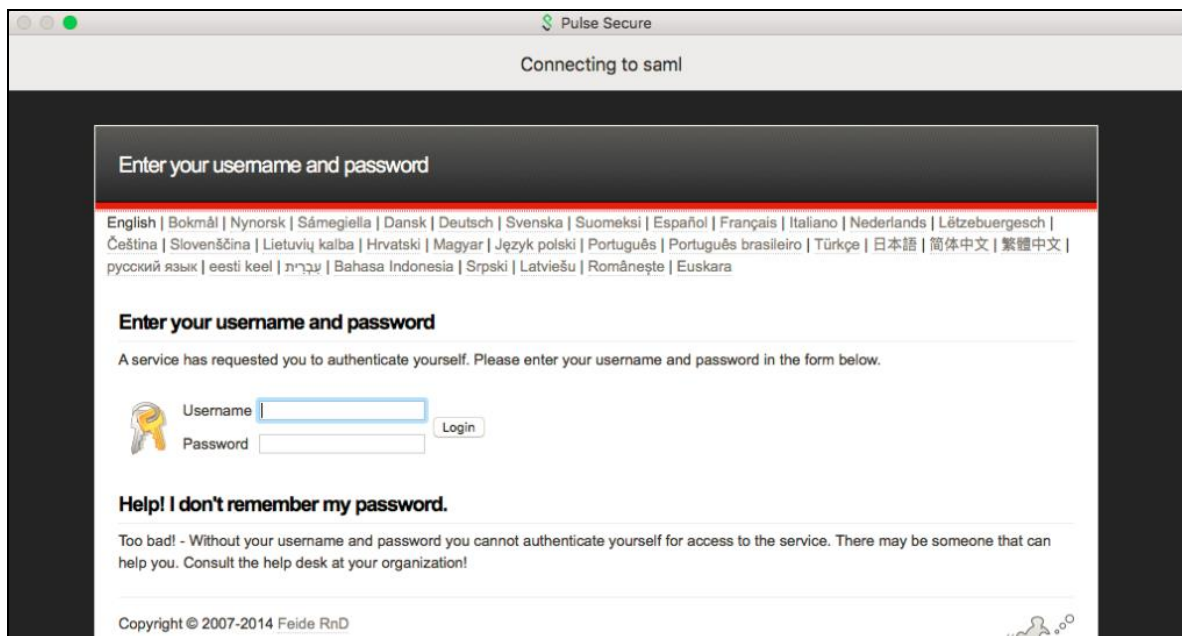 Pulse Secure
Connecting to saml
Enter your username and password
English | Bokmål | Nynorsk | Sámegiella | Dansk | Deutsch | Svenska | Suomeksi | Español | Français | Italiano | Nederlands | Lëtzebuergesch |
Čeština | Slovenščina | Lietuvių kalba | Hrvatski | Magyar | Język polski | Português | Português brasileiro | Türkçe | 日本語 | 简体中文 | 繁體中文 |
русский язык | eesti keel | עִבְרִית | Bahasa Indonesia | Srpski | Latviešu | Românește | Euskara
Enter your username and password
A service has requested you to authenticate yourself. Please enter your username and password in the form below.
Username
Login
Password
Help! I don't remember my password.
Too bad! - Without your username and password you cannot authenticate yourself for access to the service. There may be someone that can
help you. Consult the help desk at your organization!
Copyright © 2007-2014 Feide RnD